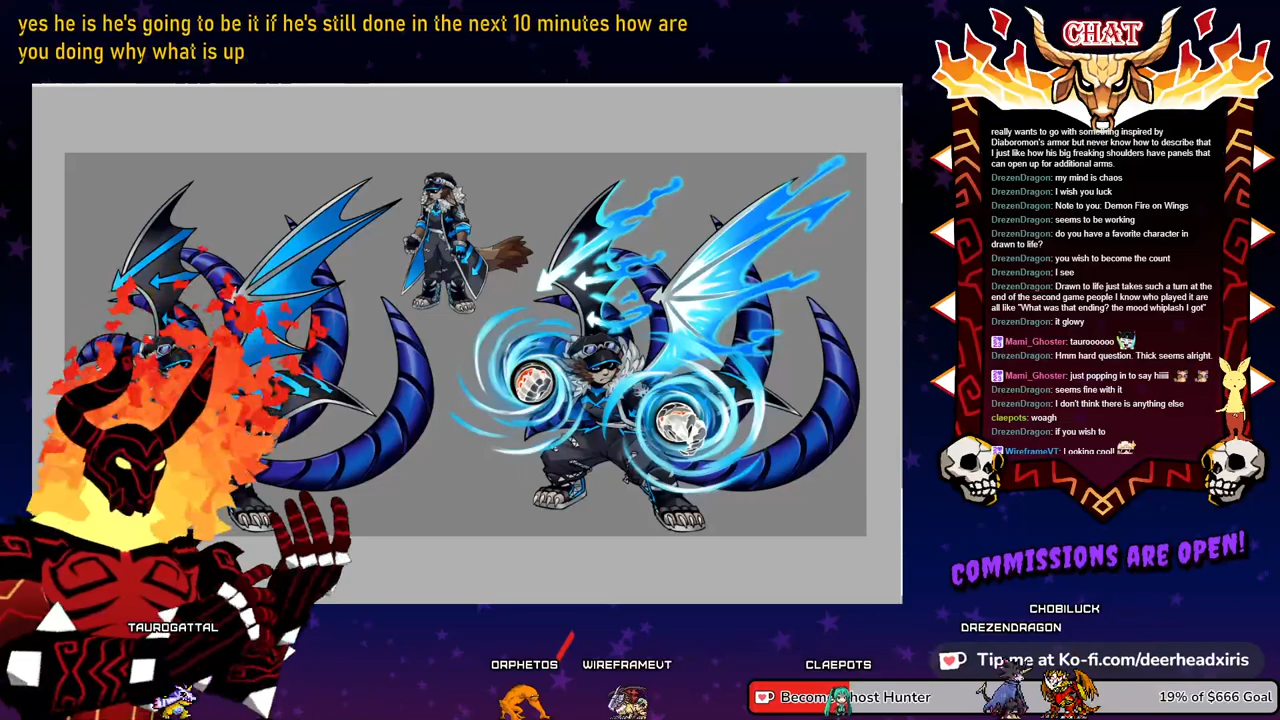 yes he is he's going to be it if he's still done in the next 10 minutes how are
you doing why what is up
CHAT
really wants to go with something inspired by
Diaboromon's armor but never know how to describe that
I just like how his big freaking shoulders have panels that
can open up for additional arms.
DrezenDragon: my mind is chaos
DrezenDragon: I wish you luck
DrezenDragon: Note to you: Demon Fire on Wings
DrezenDragon: seems to be working
DrezenDragon: do you have a favorite character in
drawn to life?
DrezenDragon: you wish to become the count
DrezenDragon: I see
DrezenDragon: Drawn to life just takes such a turn at the
end of the second game people I know who played it are
all like "What was that ending? the mood whiplash I got"
DrezenDragon: it glowy
Mami_Ghoster: tauroooooo
DrezenDragon: Hmm hard question. Thick seems alright.
Mami_Ghoster: just popping in to say hiiii
DrezenDragon: seems fine with it
DrezenDragon: I don't think there is anything else
claepots: woagh
DrezenDragon: if you wish to
WireframeVT: Looking cool!
COMMISSIONS ARE OPEN!
CHOBILUCK
TAUROGATTAL
DREZENDRAGON
ORPHETOS
WIREFRAMEVT
CLAEPOTS
Tip me at Ko-fi.com/deerheadxiris
Becom host Hunter
19% of $666 Goal